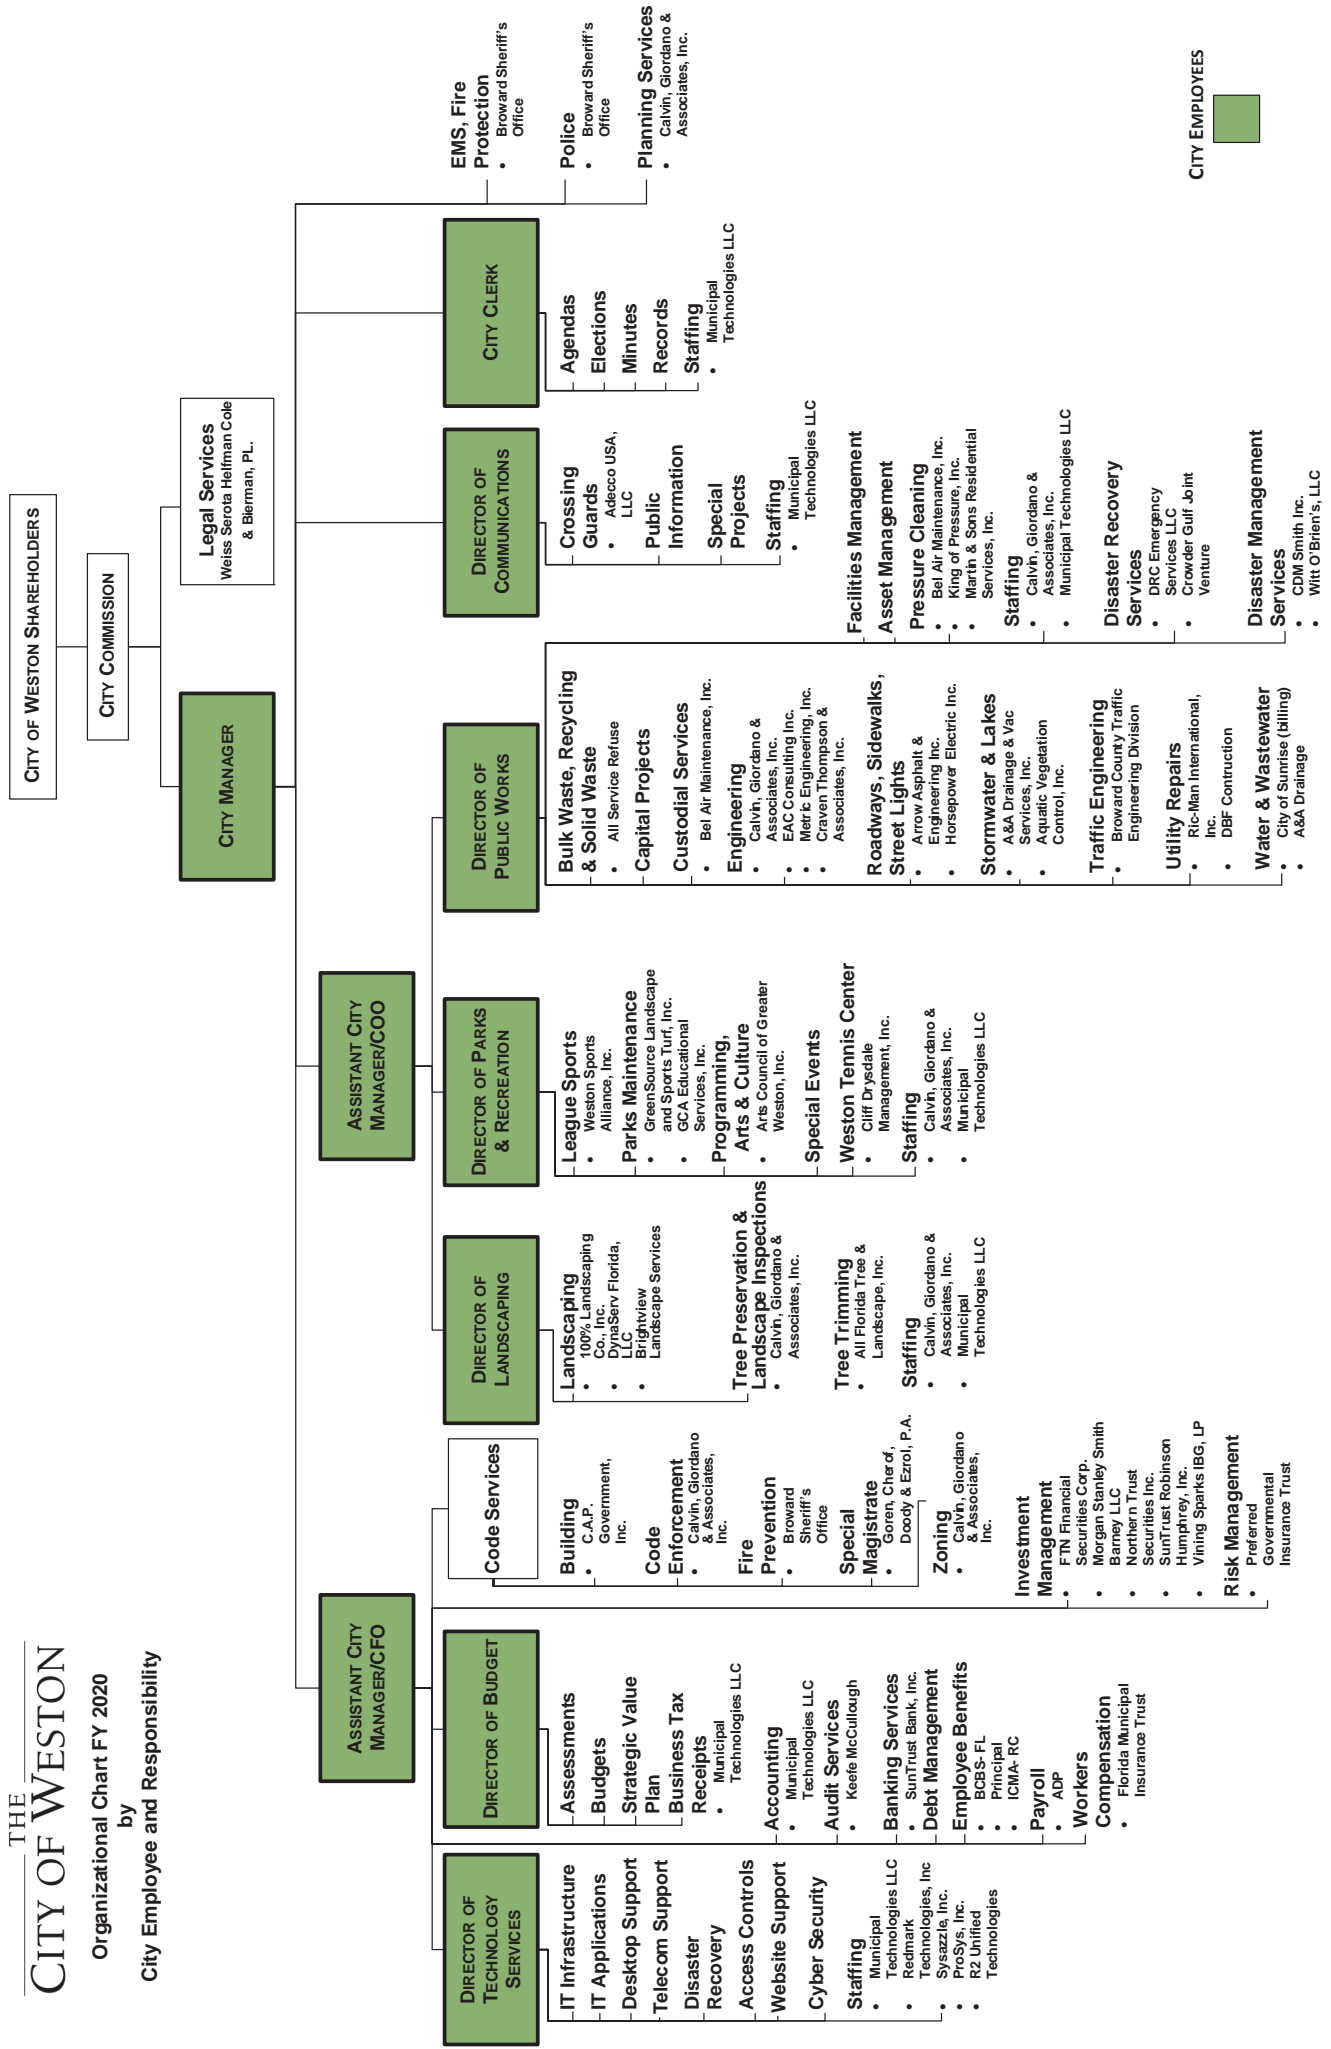 THE
CITY OF WESTON
Organizational Chart FY 2020
by
City Employee and Responsibility
CITY OF WESTON SHAREHOLDERS
CITY COMMISSION
Legal Services
Weiss Serota Helfman Cole
& Bierman, PL.
CITY MANAGER
ASSISTANT CITY
MANAGER/CFO
ASSISTANT CITY
MANAGER/COO
DIRECTOR OF
TECHNOLOGY
SERVICES
IT Infrastructure
IT Applications
Desktop Support
Telecom Support
Disaster
Recovery
Access Controls
Website Support
Cyber Security
Staffing
• Municipal
Technologies LLC
• Redmark
Technologies, Inc
• Sysazzle, Inc.
• ProSys, Inc.
• R2 Unified
Technologies
DIRECTOR OF BUDGET
Assessments
Budgets
Strategic Value
Plan
Business Tax
Receipts
• Municipal
Technologies LLC
Accounting
• Municipal
Technologies LLC
Audit Services
• Keefe McCullough
Banking Services
• SunTrust Bank, Inc.
Debt Management
Employee Benefits
• BCBS- FL
• Principal
• ICMA- RC
Payroll
• ADP
Workers
Compensation
• Florida Municipal
Insurance Trust
Code Services
Building
• C.A.P.
Government,
Inc.
Code
Enforcement
• Calvin, Giordano
& Associates,
Inc.
Fire
Prevention
• Broward
Sheriff's
Office
Special
Magistrate
• Goren, Cherof,
Doody & Ezrol, P.A.
Zoning
• Calvin, Giordano
& Associates,
Inc.
Investment
Management
• FTN Financial
Securities Corp.
• Morgan Stanley Smith
Barney LLC
• Northern Trust
Securities Inc.
• SunTrust Robinson
Humphrey, Inc.
• Vining Sparks IBG, LP
Risk Management
• Preferred
Governmental
Insurance Trust
DIRECTOR OF
LANDSCAPING
Landscaping
• 100% Landscaping
Co., Inc.
• DynaServ Florida,
LLC
• Brightview
Landscape Services
Tree Preservation &
Landscape Inspections
• Calvin, Giordano &
Associates, Inc.
Tree Trimming
• All Florida Tree &
Landscape, Inc.
Staffing
• Calvin, Giordano &
Associates, Inc.
• Municipal
Technologies LLC
DIRECTOR OF PARKS
& RECREATION
League Sports
• Weston Sports
Alliance, Inc.
Parks Maintenance
• GreenSource Landscape
and Sports Turf, Inc.
• GCA Educational
Services, Inc.
Programming,
Arts & Culture
• Arts Council of Greater
Weston, Inc.
Special Events
Weston Tennis Center
• Cliff Drysdale
Management, Inc.
Staffing
• Calvin, Giordano &
Associates, Inc.
• Municipal
Technologies LLC
DIRECTOR OF
PUBLIC WORKS
Bulk Waste, Recycling
& Solid Waste
• All Service Refuse
Capital Projects
Custodial Services
• Bel Air Maintenance, Inc.
Engineering
• Calvin, Giordano &
Associates, Inc.
• EAC Consulting Inc.
• Metric Engineering, Inc.
• Craven Thompson &
Associates, Inc.
Roadways, Sidewalks,
Street Lights
• Arrow Asphalt &
Engineering Inc.
• Horsepower Electric Inc.
Stormwater & Lakes
• A&A Drainage & Vac
Services, Inc.
• Aquatic Vegetation
Control, Inc.
Traffic Engineering
• Broward County Traffic
Engineering Division
Utility Repairs
• Ric-Man International,
Inc.
• DBF Contruction
Water & Wastewater
• City of Sunrise (billing)
• A&A Drainage
Facilities Management
Asset Management
Pressure Cleaning
• Bel Air Maintenance, Inc.
• King of Pressure, Inc.
• Martin & Sons Residential
Services, Inc.
Staffing
• Calvin, Giordano &
Associates, Inc.
• Municipal Technologies LLC
Disaster Recovery
Services
• DRC Emergency
Services LLC
• Crowder Gulf Joint
Venture
Disaster Management
Services
• CDM Smith Inc.
• Witt O'Brien's, LLC
DIRECTOR OF
COMMUNICATIONS
Crossing
Guards
• Adeccco USA,
LLC
Public
Information
Special
Projects
Staffing
• Municipal
Technologies LLC
CITY CLERK
Agendas
Elections
Minutes
Records
Staffing
• Municipal
Technologies LLC
EMS, Fire
Protection
• Broward Sheriff's
Office
Police
• Broward Sheriff's
Office
Planning Services
• Calvin, Giordano &
Associates, Inc.
CITY EMPLOYEES